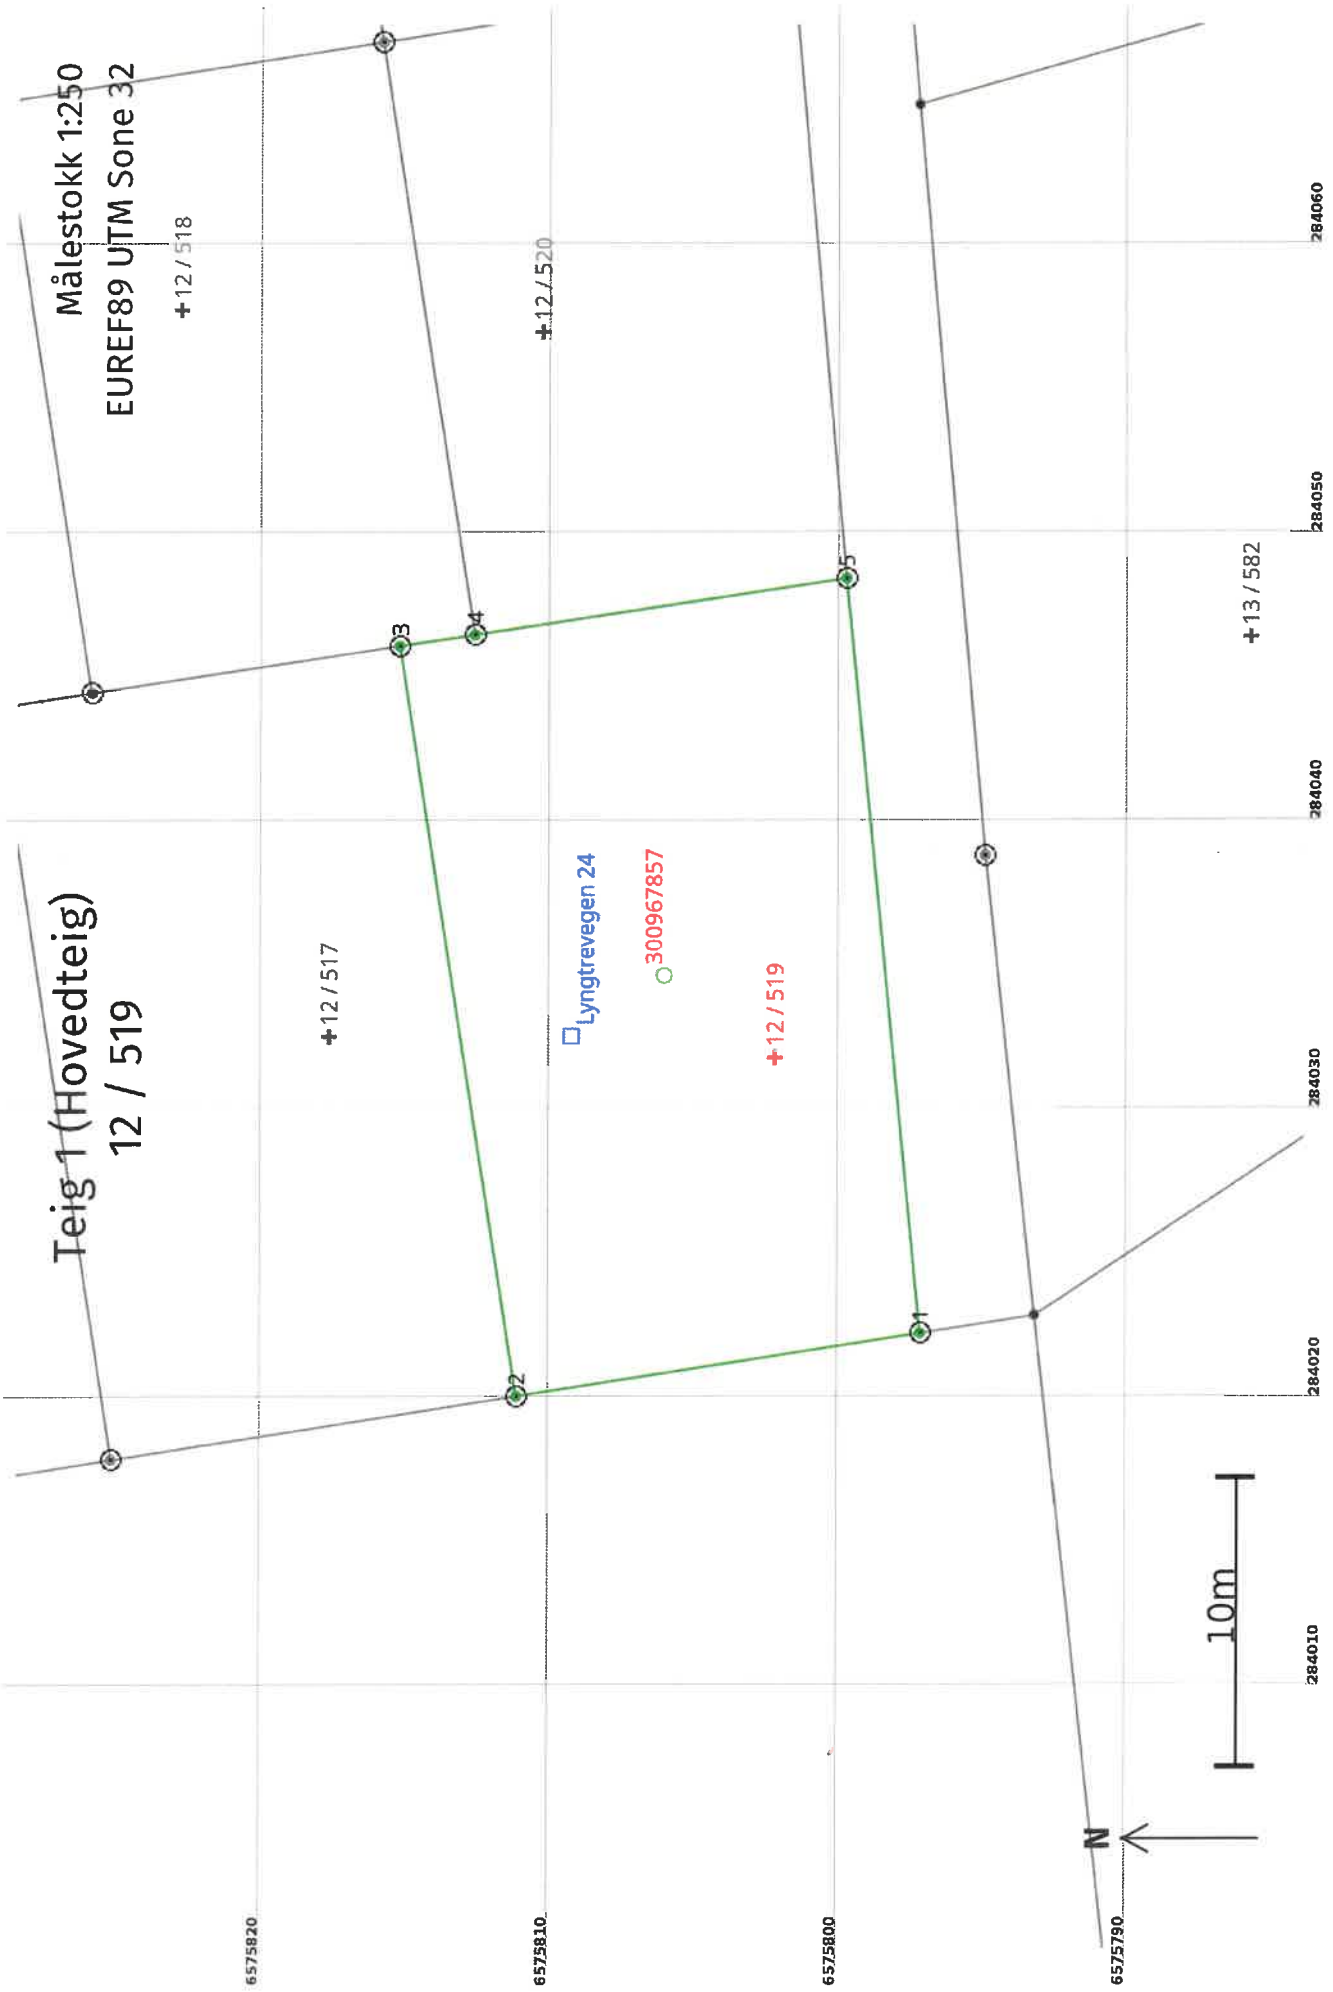 Teig 1 (Hovedteig)
12 / 519
Målestokk 1:250
EUREF89 UTM Sone 32
+12 / 518
+12 / 517
+12 / 520
3
4
2
5
1
Lyngtrevegen 24
300967857
+12 / 519
+13 / 582
6575820
6575810
6575800
6575790
N
10m
284010
284020
284030
284040
284050
284060